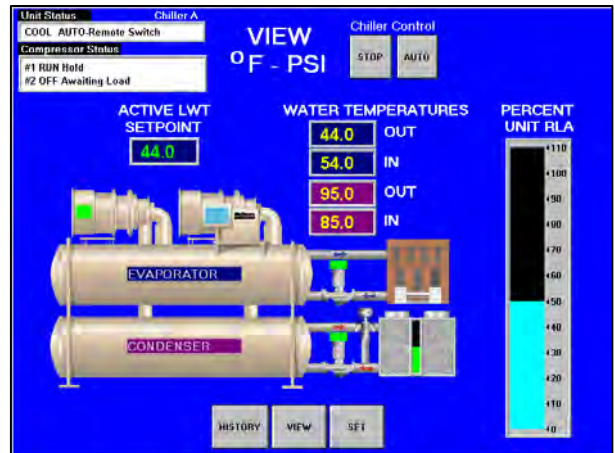 Unit Status Chiller A
COOL AUTO-Remote Switch
Compressor Status
#1 RUN Hold
#2 OFF Awaiting Load
VIEW
°F - PSI
Chiller Control
STOP AUTO
ACTIVE LWT
SETPOINT
44.0
WATER TEMPERATURES
44.0 OUT
54.0 IN
95.0 OUT
85.0 IN
PERCENT
UNIT RLA
110
100
90
80
70
60
50
40
30
20
10
0
EVAPORATOR
CONDENSER
HISTORY VIEW SET